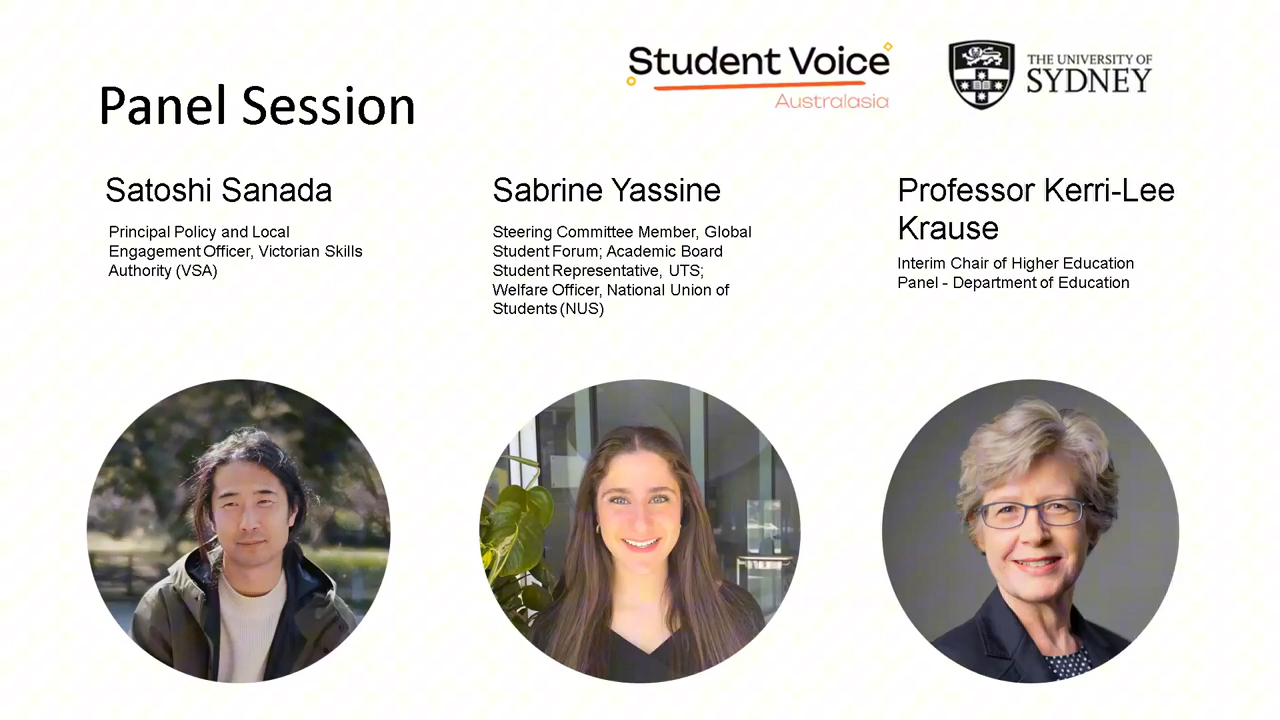 Student Voice
Australasia
THE UNIVERSITY OF
SYDNEY
Panel Session
Satoshi Sanada
Principal Policy and Local
Engagement Officer, Victorian Skills
Authority (VSA)
Sabrine Yassine
Steering Committee Member, Global
Student Forum; Academic Board
Student Representative, UTS;
Welfare Officer, National Union of
Students (NUS)
Professor Kerri-Lee
Krause
Interim Chair of Higher Education
Panel - Department of Education